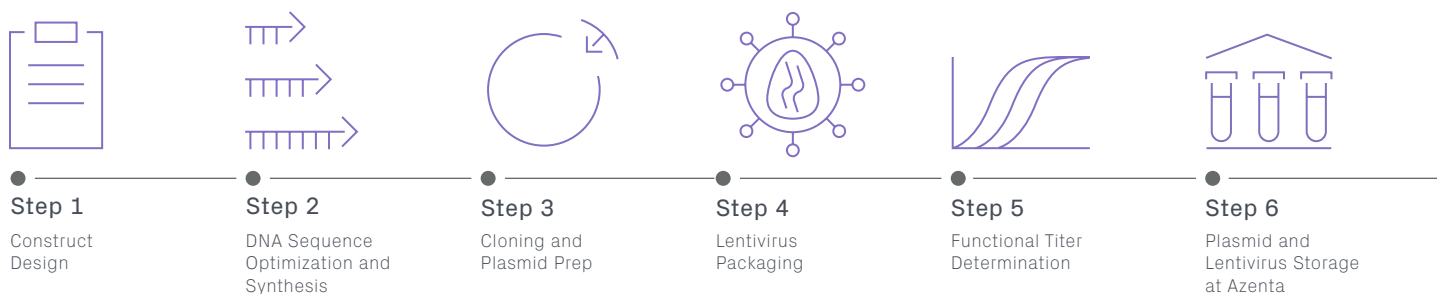 Step 1
Construct
Design
Step 2
DNA Sequence
Optimization and
Synthesis
Step 3
Cloning and
Plasmid Prep
Step 4
Lentivirus
Packaging
Step 5
Functional Titer
Determination
Step 6
Plasmid and
Lentivirus Storage
at Azenta